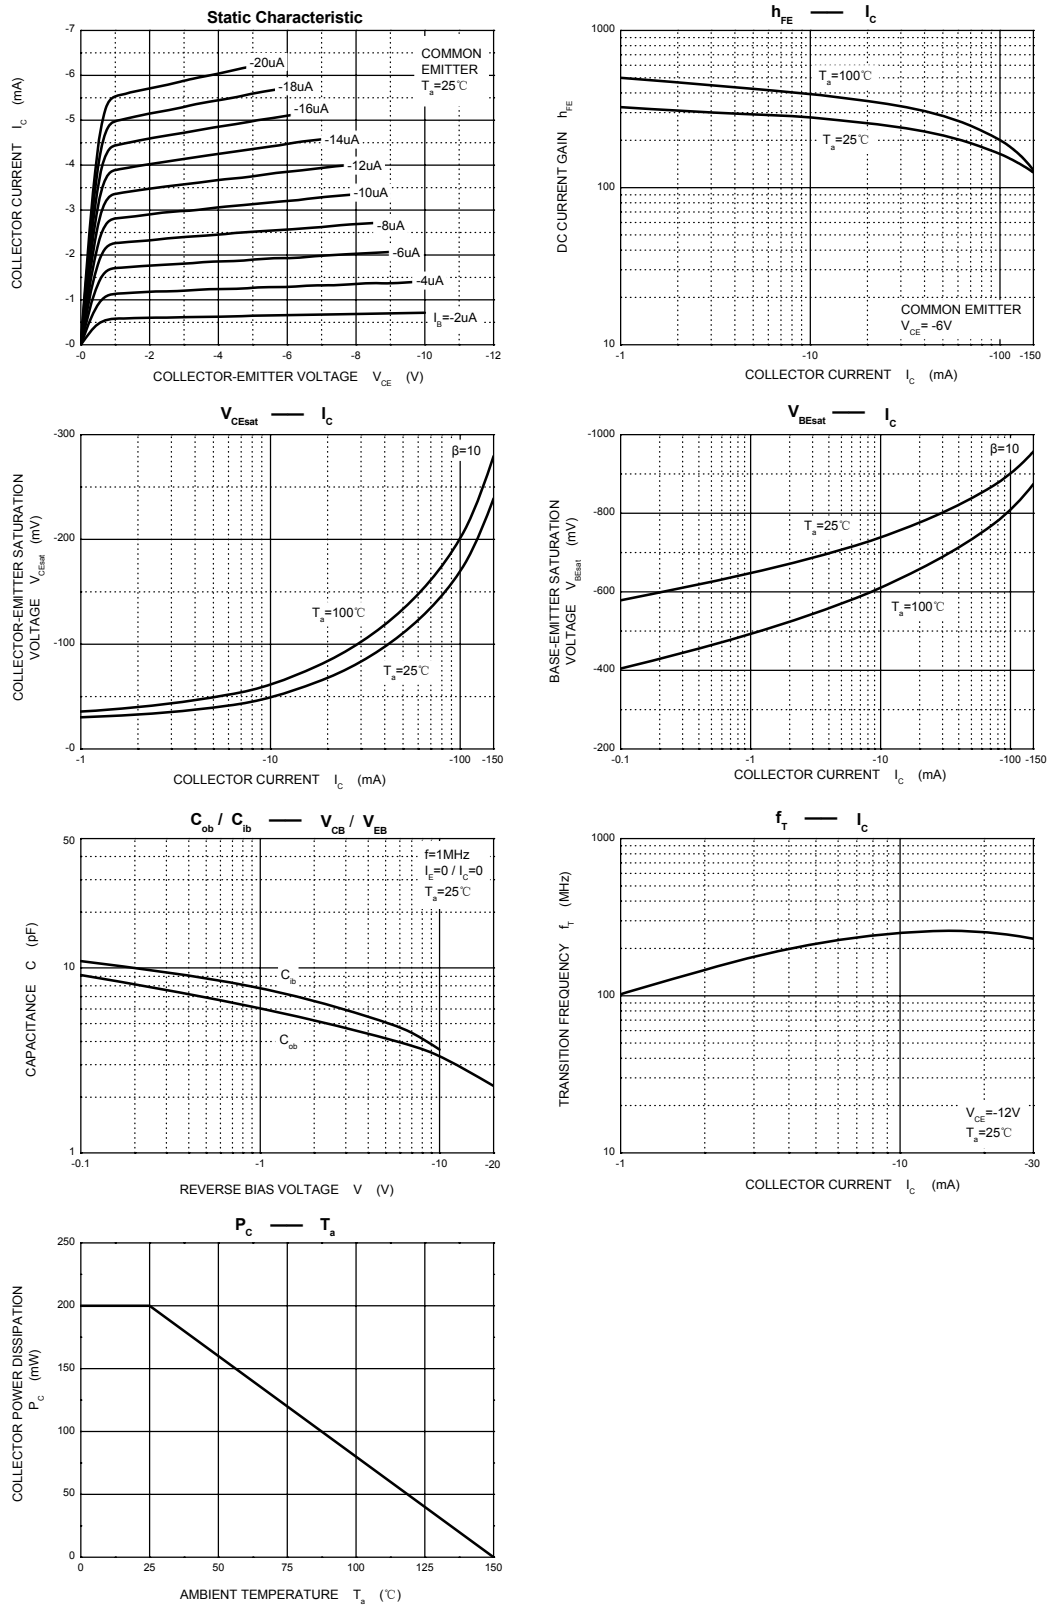 Static Characteristic
-7
-6
-5
-4
-3
-2
-1
-0
-0
-2
-4
-6
-8
-10
-12
COLLECTOR CURRENT I_C (mA)
COLLECTOR-EMITTER VOLTAGE V_CE (V)
COMMON
EMITTER
T_a=25℃
-20uA
-18uA
-16uA
-14uA
-12uA
-10uA
-8uA
-6uA
-4uA
I_B=-2uA
h_FE —— I_C
1000
100
10
-1
-10
-100
-150
DC CURRENT GAIN h_FE
COLLECTOR CURRENT I_C (mA)
T_a=100℃
T_a=25℃
COMMON EMITTER
V_CE= -6V
V_CEsat —— I_C
-300
-200
-100
-0
-1
-10
-100
-150
COLLECTOR-EMITTER SATURATION
VOLTAGE V_CEsat (mV)
COLLECTOR CURRENT I_C (mA)
β=10
T_a=100℃
T_a=25℃
V_BEsat —— I_C
-1000
-800
-600
-400
-200
-0.1
-1
-10
-100
-150
BASE-EMITTER SATURATION
VOLTAGE V_BEsat (mV)
COLLECTOR CURRENT I_C (mA)
β=10
T_a=25℃
T_a=100℃
C_ob / C_ib —— V_CB / V_EB
50
10
1
-0.1
-1
-10
-20
CAPACITANCE C (pF)
REVERSE BIAS VOLTAGE V (V)
f=1MHz
I_E=0 / I_C=0
T_a=25℃
C_ib
C_ob
f_T —— I_C
1000
100
10
-1
-10
-30
TRANSITION FREQUENCY f_T (MHz)
COLLECTOR CURRENT I_C (mA)
V_CE=-12V
T_a=25℃
P_C —— T_a
250
200
150
100
50
0
0
25
50
75
100
125
150
COLLECTOR POWER DISSIPATION
P_C (mW)
AMBIENT TEMPERATURE T_a (℃)